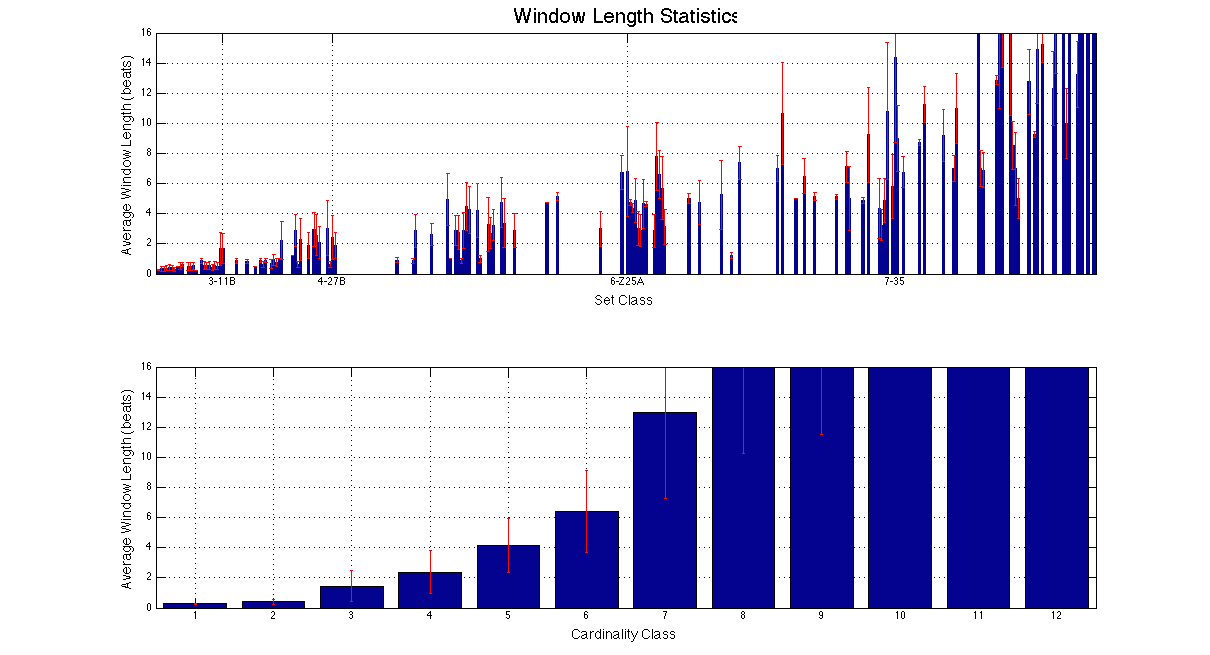 Window Length Statistics
16
14
12
10
8
6
4
2
0
Average Window Length (beats)
3-11B 4-27B 6-Z25A 7-35
Set Class
16
14
12
10
8
6
4
2
0
Average Window Length (beats)
1 2 3 4 5 6 7 8 9 10 11 12
Cardinality Class